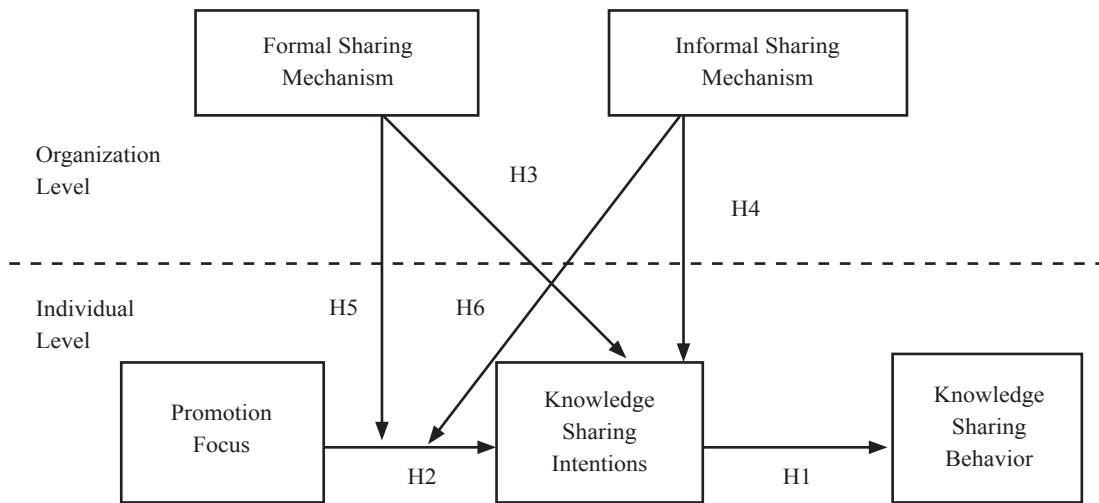 Formal Sharing
Mechanism
Informal Sharing
Mechanism
Organization
Level
H3
H4
Individual
Level
H5
H6
Promotion
Focus
H2
Knowledge
Sharing
Intentions
H1
Knowledge
Sharing
Behavior